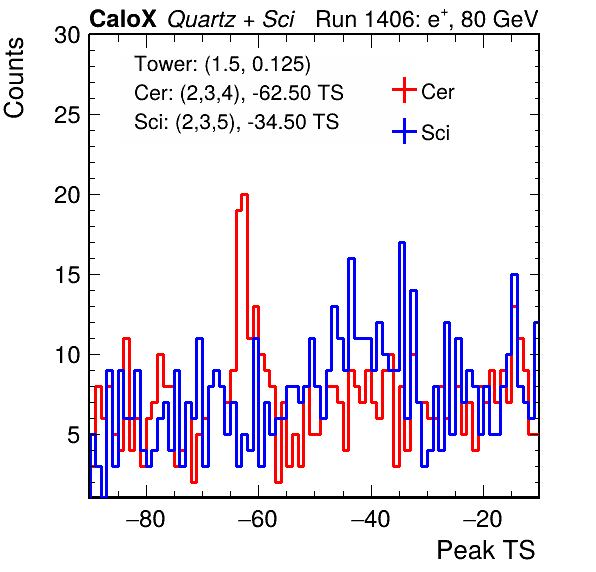 CaloX Quartz + Sci Run 1406: e+, 80 GeV
Counts
30
Tower: (1.5, 0.125)
Cer: (2,3,4), -62.50 TS
Cer
Sci: (2,3,5), -34.50 TS
Sci
25
20
15
10
5
−80 −60 −40 −20
Peak TS